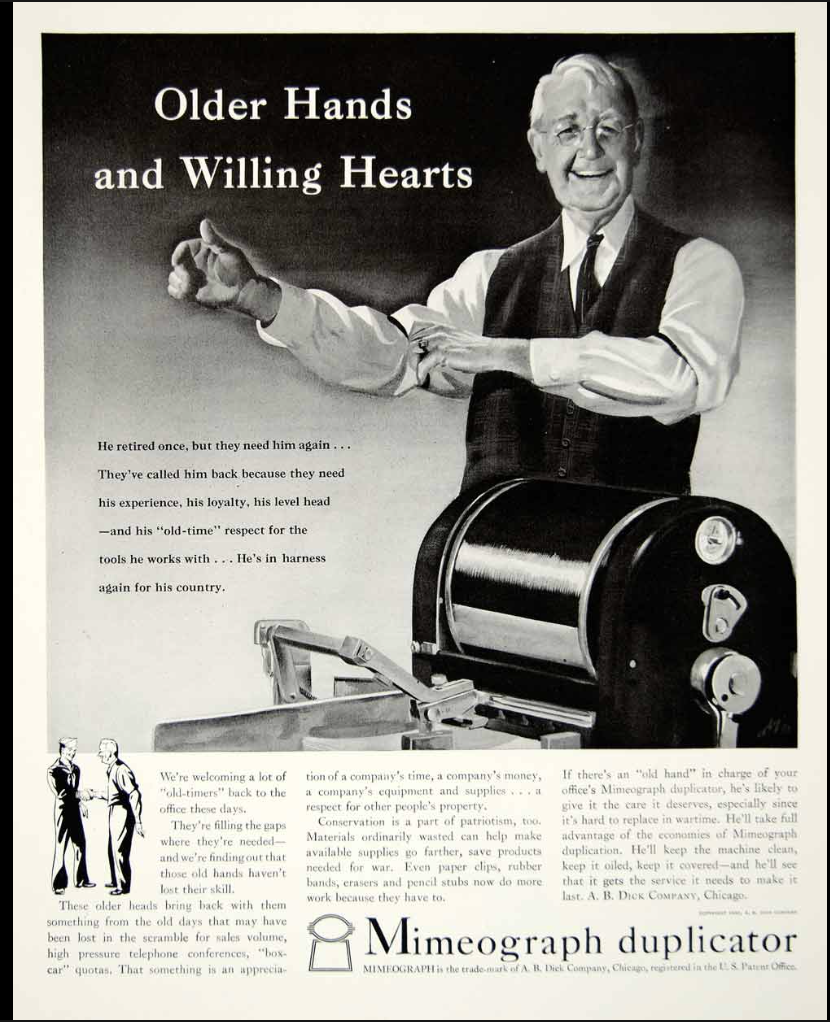 Older Hands
and Willing Hearts
He retired once, but they need him again . . .
They've called him back because they need
his experience, his loyalty, his level head
—and his "old-time" respect for the
tools he works with . . . He's in harness
again for his country.
We're welcoming a lot of
"old-timers" back to the
office these days.
They're filling the gaps
where they're needed—
and we're finding out that
those old hands haven't
lost their skill.
These older heads bring back with them
something from the old days that may have
been lost in the scramble for sales volume,
high pressure telephone conferences, "box-
car" quotas. That something is an apprecia-
tion of a company's time, a company's money,
a company's equipment and supplies . . . a
respect for other people's property.
Conservation is a part of patriotism, too.
Materials ordinarily wasted can help make
available supplies go farther, save products
needed for war. Even paper clips, rubber
bands, erasers and pencil stubs now do more
work because they have to.
If there's an "old hand" in charge of your
office's Mimeograph duplicator, he's likely to
give it the care it deserves, especially since
it's hard to replace in wartime. He'll take full
advantage of the economies of Mimeograph
duplication. He'll keep the machine clean,
keep it oiled, keep it covered—and he'll see
that it gets the service it needs to make it
last. A. B. DICK COMPANY, Chicago.
Mimeograph duplicator
MIMEOGRAPH is the trade-mark of A. B. Dick Company, Chicago, registered in the U. S. Patent Office.